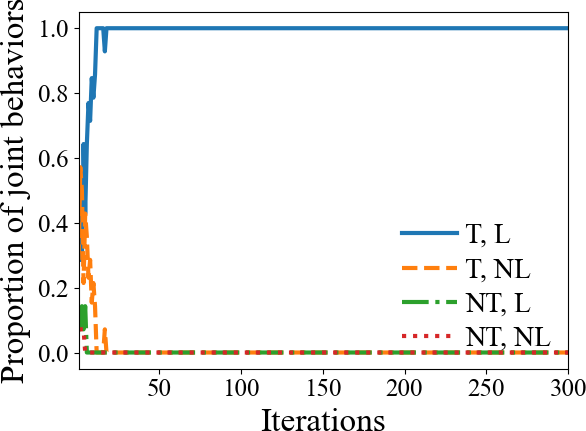 Proportion of joint behaviors
1.0
0.8
0.6
0.4
0.2
0.0
T, L
T, NL
NT, L
NT, NL
50 100 150 200 250 300
Iterations